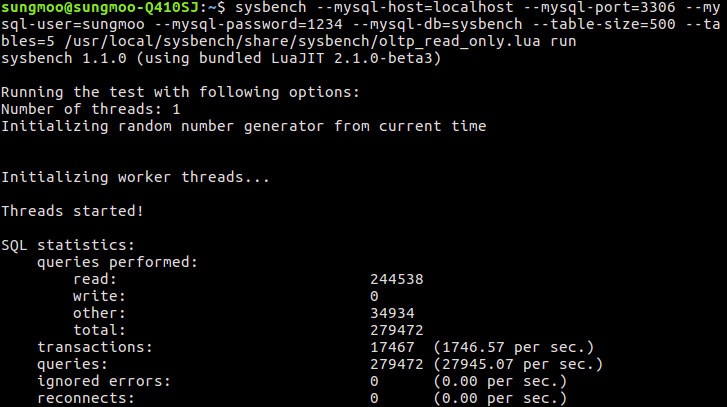 sungmoo@sungmoo-Q410SJ:~$ sysbench --mysql-host=localhost --mysql-port=3306 --my
sql-user=sungmoo --mysql-password=1234 --mysql-db=sysbench --table-size=500 --ta
bles=5 /usr/local/sysbench/share/sysbench/oltp_read_only.lua run
sysbench 1.1.0 (using bundled LuaJIT 2.1.0-beta3)
Running the test with following options:
Number of threads: 1
Initializing random number generator from current time
Initializing worker threads...
Threads started!
SQL statistics:
queries performed:
read: 244538
write: 0
other: 34934
total: 279472
transactions: 17467 (1746.57 per sec.)
queries: 279472 (27945.07 per sec.)
ignored errors: 0 (0.00 per sec.)
reconnects: 0 (0.00 per sec.)